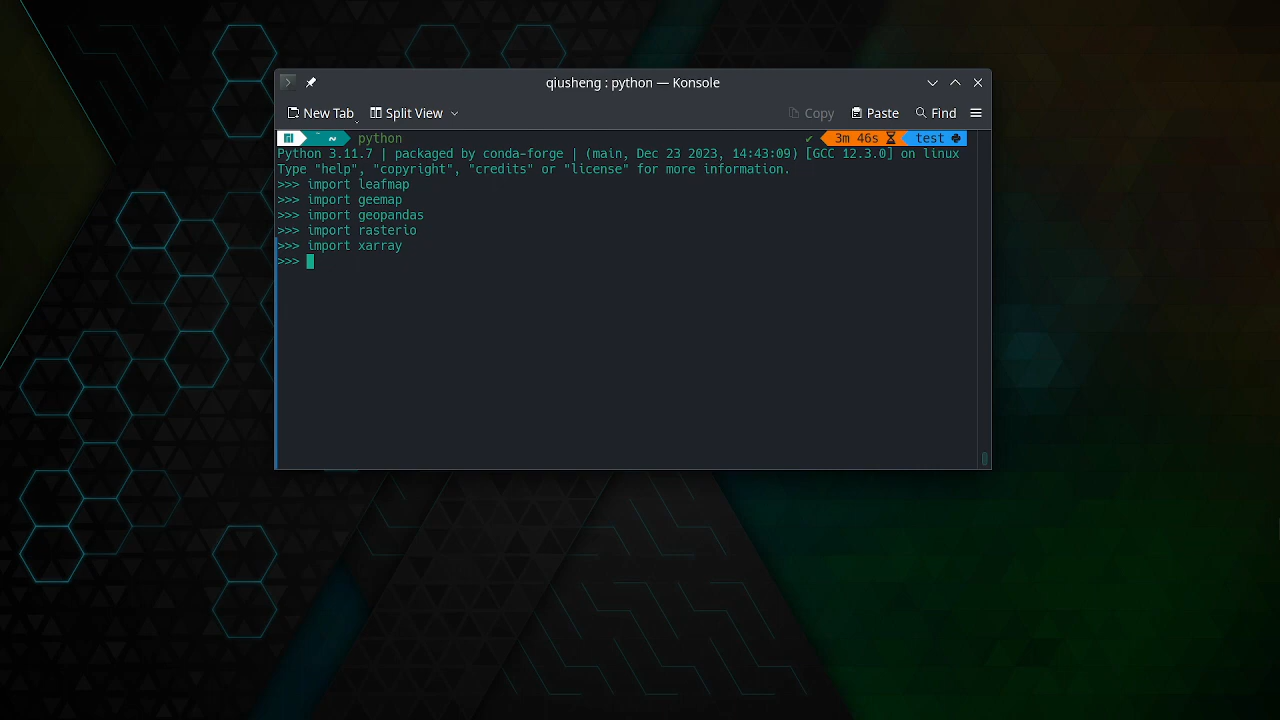 qiusheng : python — Konsole
New Tab Split View Copy Paste Find
~ python ✔ 3m 46s test
Python 3.11.7 | packaged by conda-forge | (main, Dec 23 2023, 14:43:09) [GCC 12.3.0] on linux
Type "help", "copyright", "credits" or "license" for more information.
>>> import leafmap
>>> import geemap
>>> import geopandas
>>> import rasterio
>>> import xarray
>>>